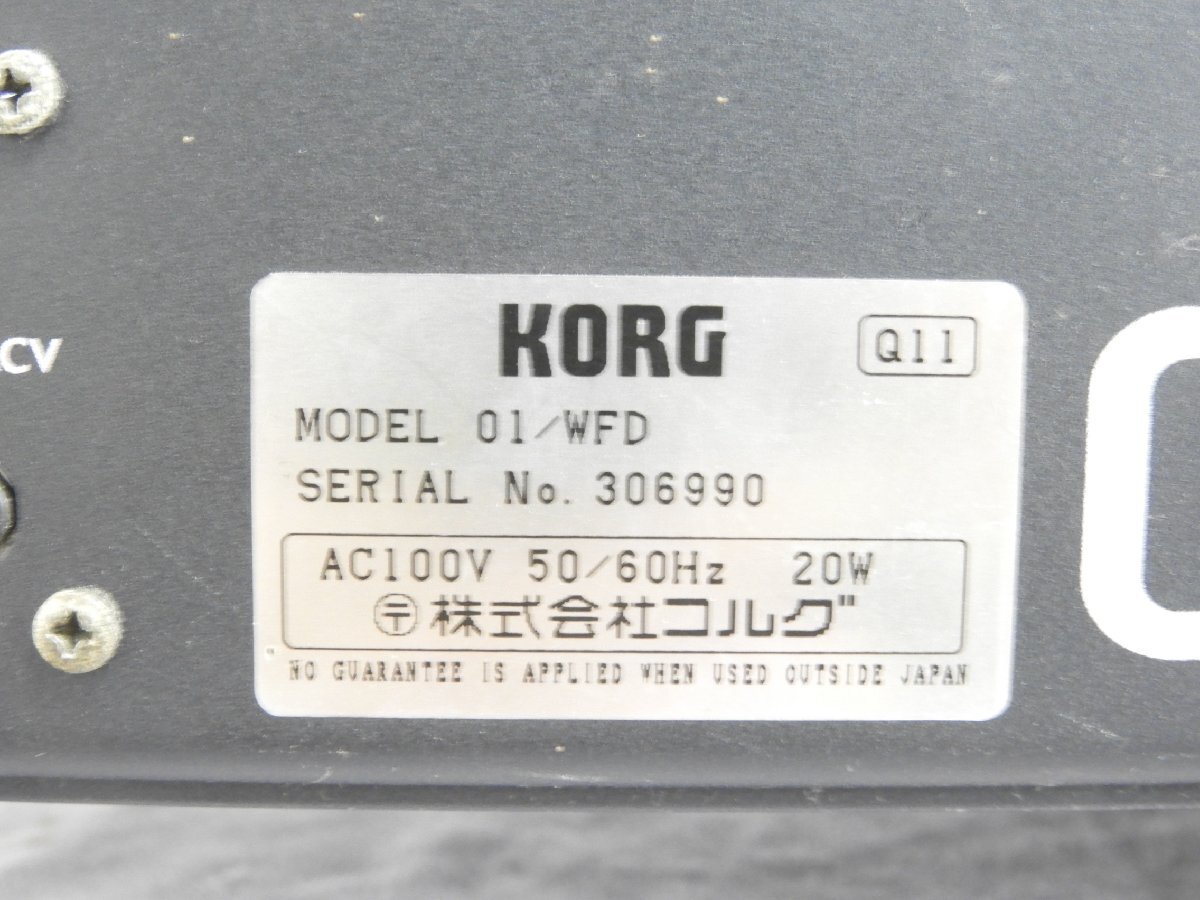 KORG
Q11
MODEL 01/WFD
SERIAL No. 306990
AC100V 50/60Hz 20W
〒株式会社コルグ
NO GUARANTEE IS APPLIED WHEN USED OUTSIDE JAPAN
CV